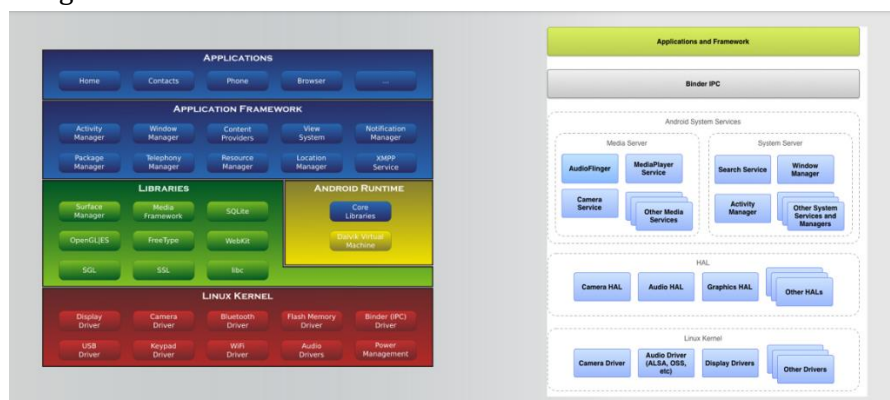 APPLICATIONS
Home Contacts Phone Browser ...
APPLICATION FRAMEWORK
Activity Manager
Window Manager
Content Providers
View System
Notification Manager
Package Manager
Telephony Manager
Resource Manager
Location Manager
XMPP Service
LIBRARIES
Surface Manager
Media Framework
SQLite
OpenGL|ES
FreeType
WebKit
SGL
SSL
libc
ANDROID RUNTIME
Core Libraries
Dalvik Virtual Machine
LINUX KERNEL
Display Driver
Camera Driver
Bluetooth Driver
Flash Memory Driver
Binder (IPC) Driver
USB Driver
Keypad Driver
WiFi Driver
Audio Drivers
Power Management
Applications and Framework
Binder IPC
Android System Services
Media Server
AudioFlinger
MediaPlayer Service
Camera Service
Other Media Services
System Server
Search Service
Window Manager
Activity Manager
Other System Services and Managers
HAL
Camera HAL
Audio HAL
Graphics HAL
Other HALs
Linux Kernel
Camera Driver
Audio Driver (ALSA, OSS, etc)
Display Drivers
Other Drivers